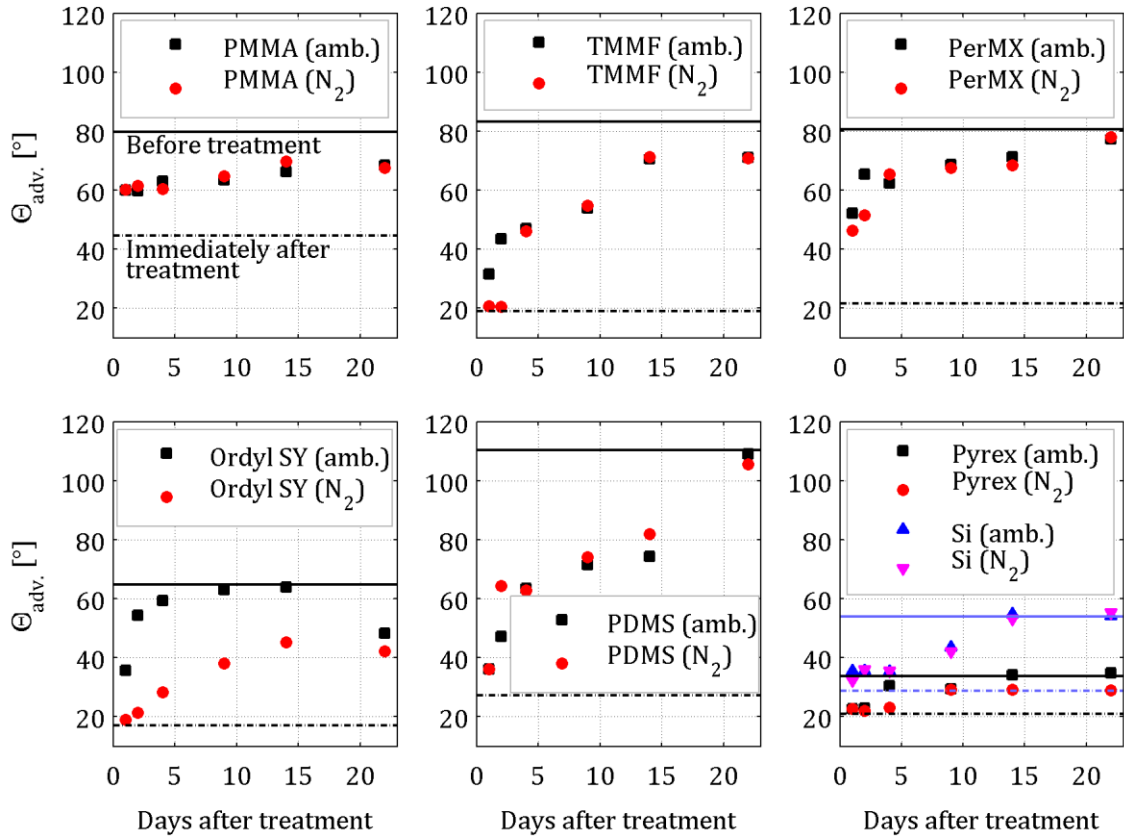 120
100
80
60
40
20
Θadv. [°]
PMMA (amb.)
PMMA (N2)
Before treatment
Immediately after
treatment
0 5 10 15 20
120
100
80
60
40
20
TMMF (amb.)
TMMF (N2)
0 5 10 15 20
120
100
80
60
40
20
PerMX (amb.)
PerMX (N2)
0 5 10 15 20
120
100
80
60
40
20
Θadv. [°]
Ordyl SY (amb.)
Ordyl SY (N2)
0 5 10 15 20
Days after treatment
120
100
80
60
40
20
PDMS (amb.)
PDMS (N2)
0 5 10 15 20
Days after treatment
120
100
80
60
40
20
Pyrex (amb.)
Pyrex (N2)
Si (amb.)
Si (N2)
0 5 10 15 20
Days after treatment